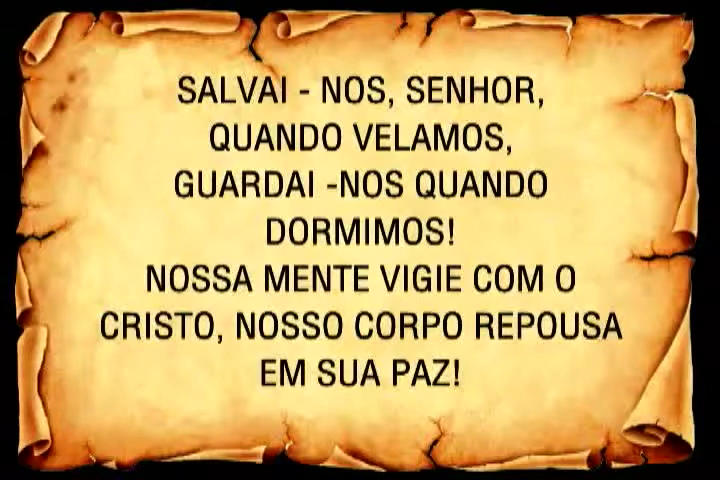 SALVAI - NOS, SENHOR,
QUANDO VELAMOS,
GUARDAI -NOS QUANDO
DORMIMOS!
NOSSA MENTE VIGIE COM O
CRISTO, NOSSO CORPO REPOUSA
EM SUA PAZ!